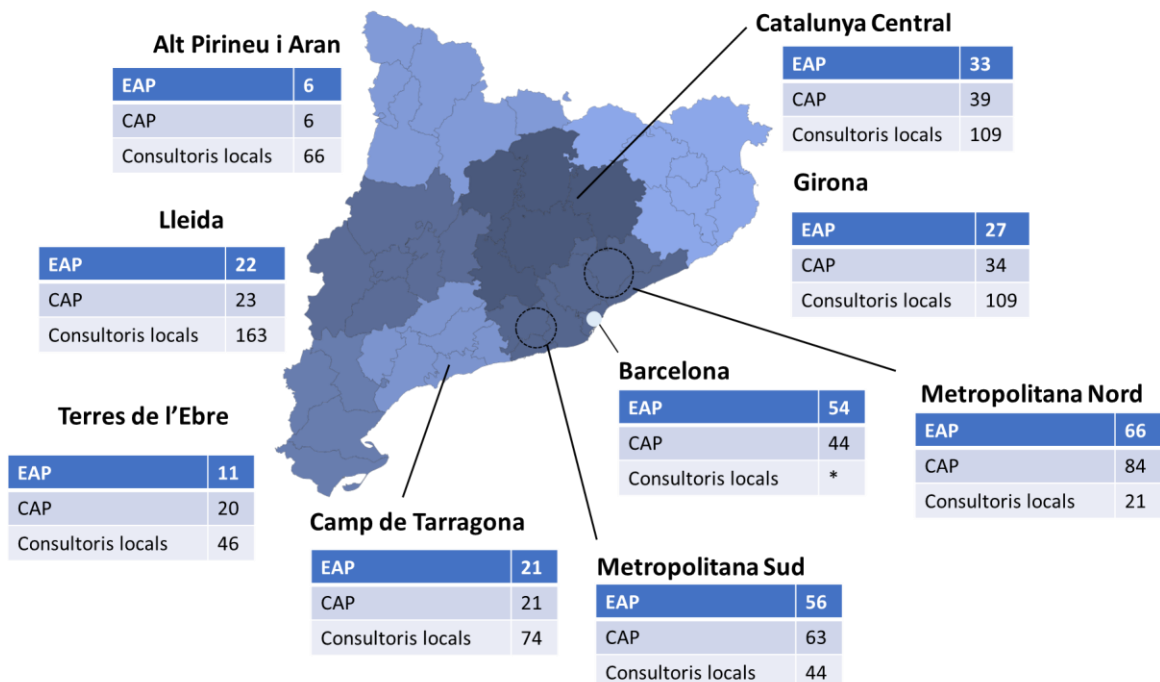 Alt Pirineu i Aran
EAP 6
CAP 6
Consultoris locals 66
Catalunya Central
EAP 33
CAP 39
Consultoris locals 109
Lleida
EAP 22
CAP 23
Consultoris locals 163
Girona
EAP 27
CAP 34
Consultoris locals 109
Terres de l’Ebre
EAP 11
CAP 20
Consultoris locals 46
Barcelona
EAP 54
CAP 44
Consultoris locals *
Metropolitana Nord
EAP 66
CAP 84
Consultoris locals 21
Camp de Tarragona
EAP 21
CAP 21
Consultoris locals 74
Metropolitana Sud
EAP 56
CAP 63
Consultoris locals 44